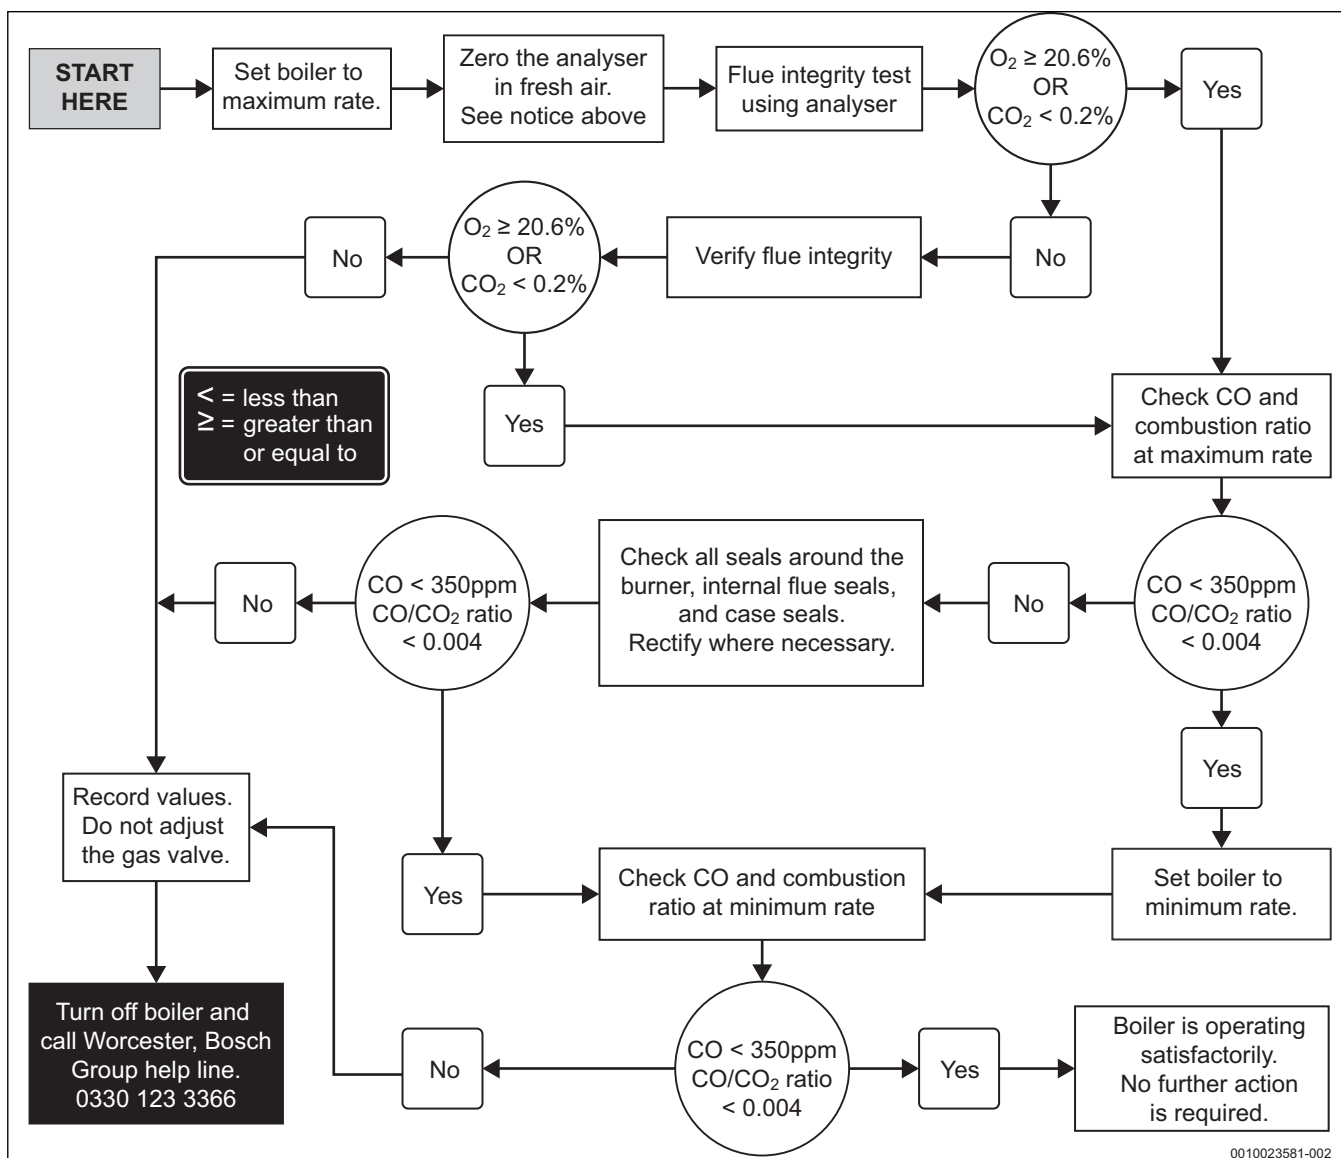 START
HERE
Set boiler to
maximum rate.
Zero the analyser
in fresh air.
See notice above
Flue integrity test
using analyser
O₂ ≥ 20.6%
OR
CO₂ < 0.2%
Yes
No
Verify flue integrity
O₂ ≥ 20.6%
OR
CO₂ < 0.2%
No
Yes
< = less than
≥ = greater than
or equal to
Check CO and
combustion ratio
at maximum rate
CO < 350ppm
CO/CO₂ ratio
< 0.004
No
Check all seals around the
burner, internal flue seals,
and case seals.
Rectify where necessary.
CO < 350ppm
CO/CO₂ ratio
< 0.004
No
Yes
Record values.
Do not adjust
the gas valve.
Yes
Check CO and combustion
ratio at minimum rate
Set boiler to
minimum rate.
Turn off boiler and
call Worcester, Bosch
Group help line.
0330 123 3366
No
CO < 350ppm
CO/CO₂ ratio
< 0.004
Yes
Boiler is operating
satisfactorily.
No further action
is required.
0010023581-002